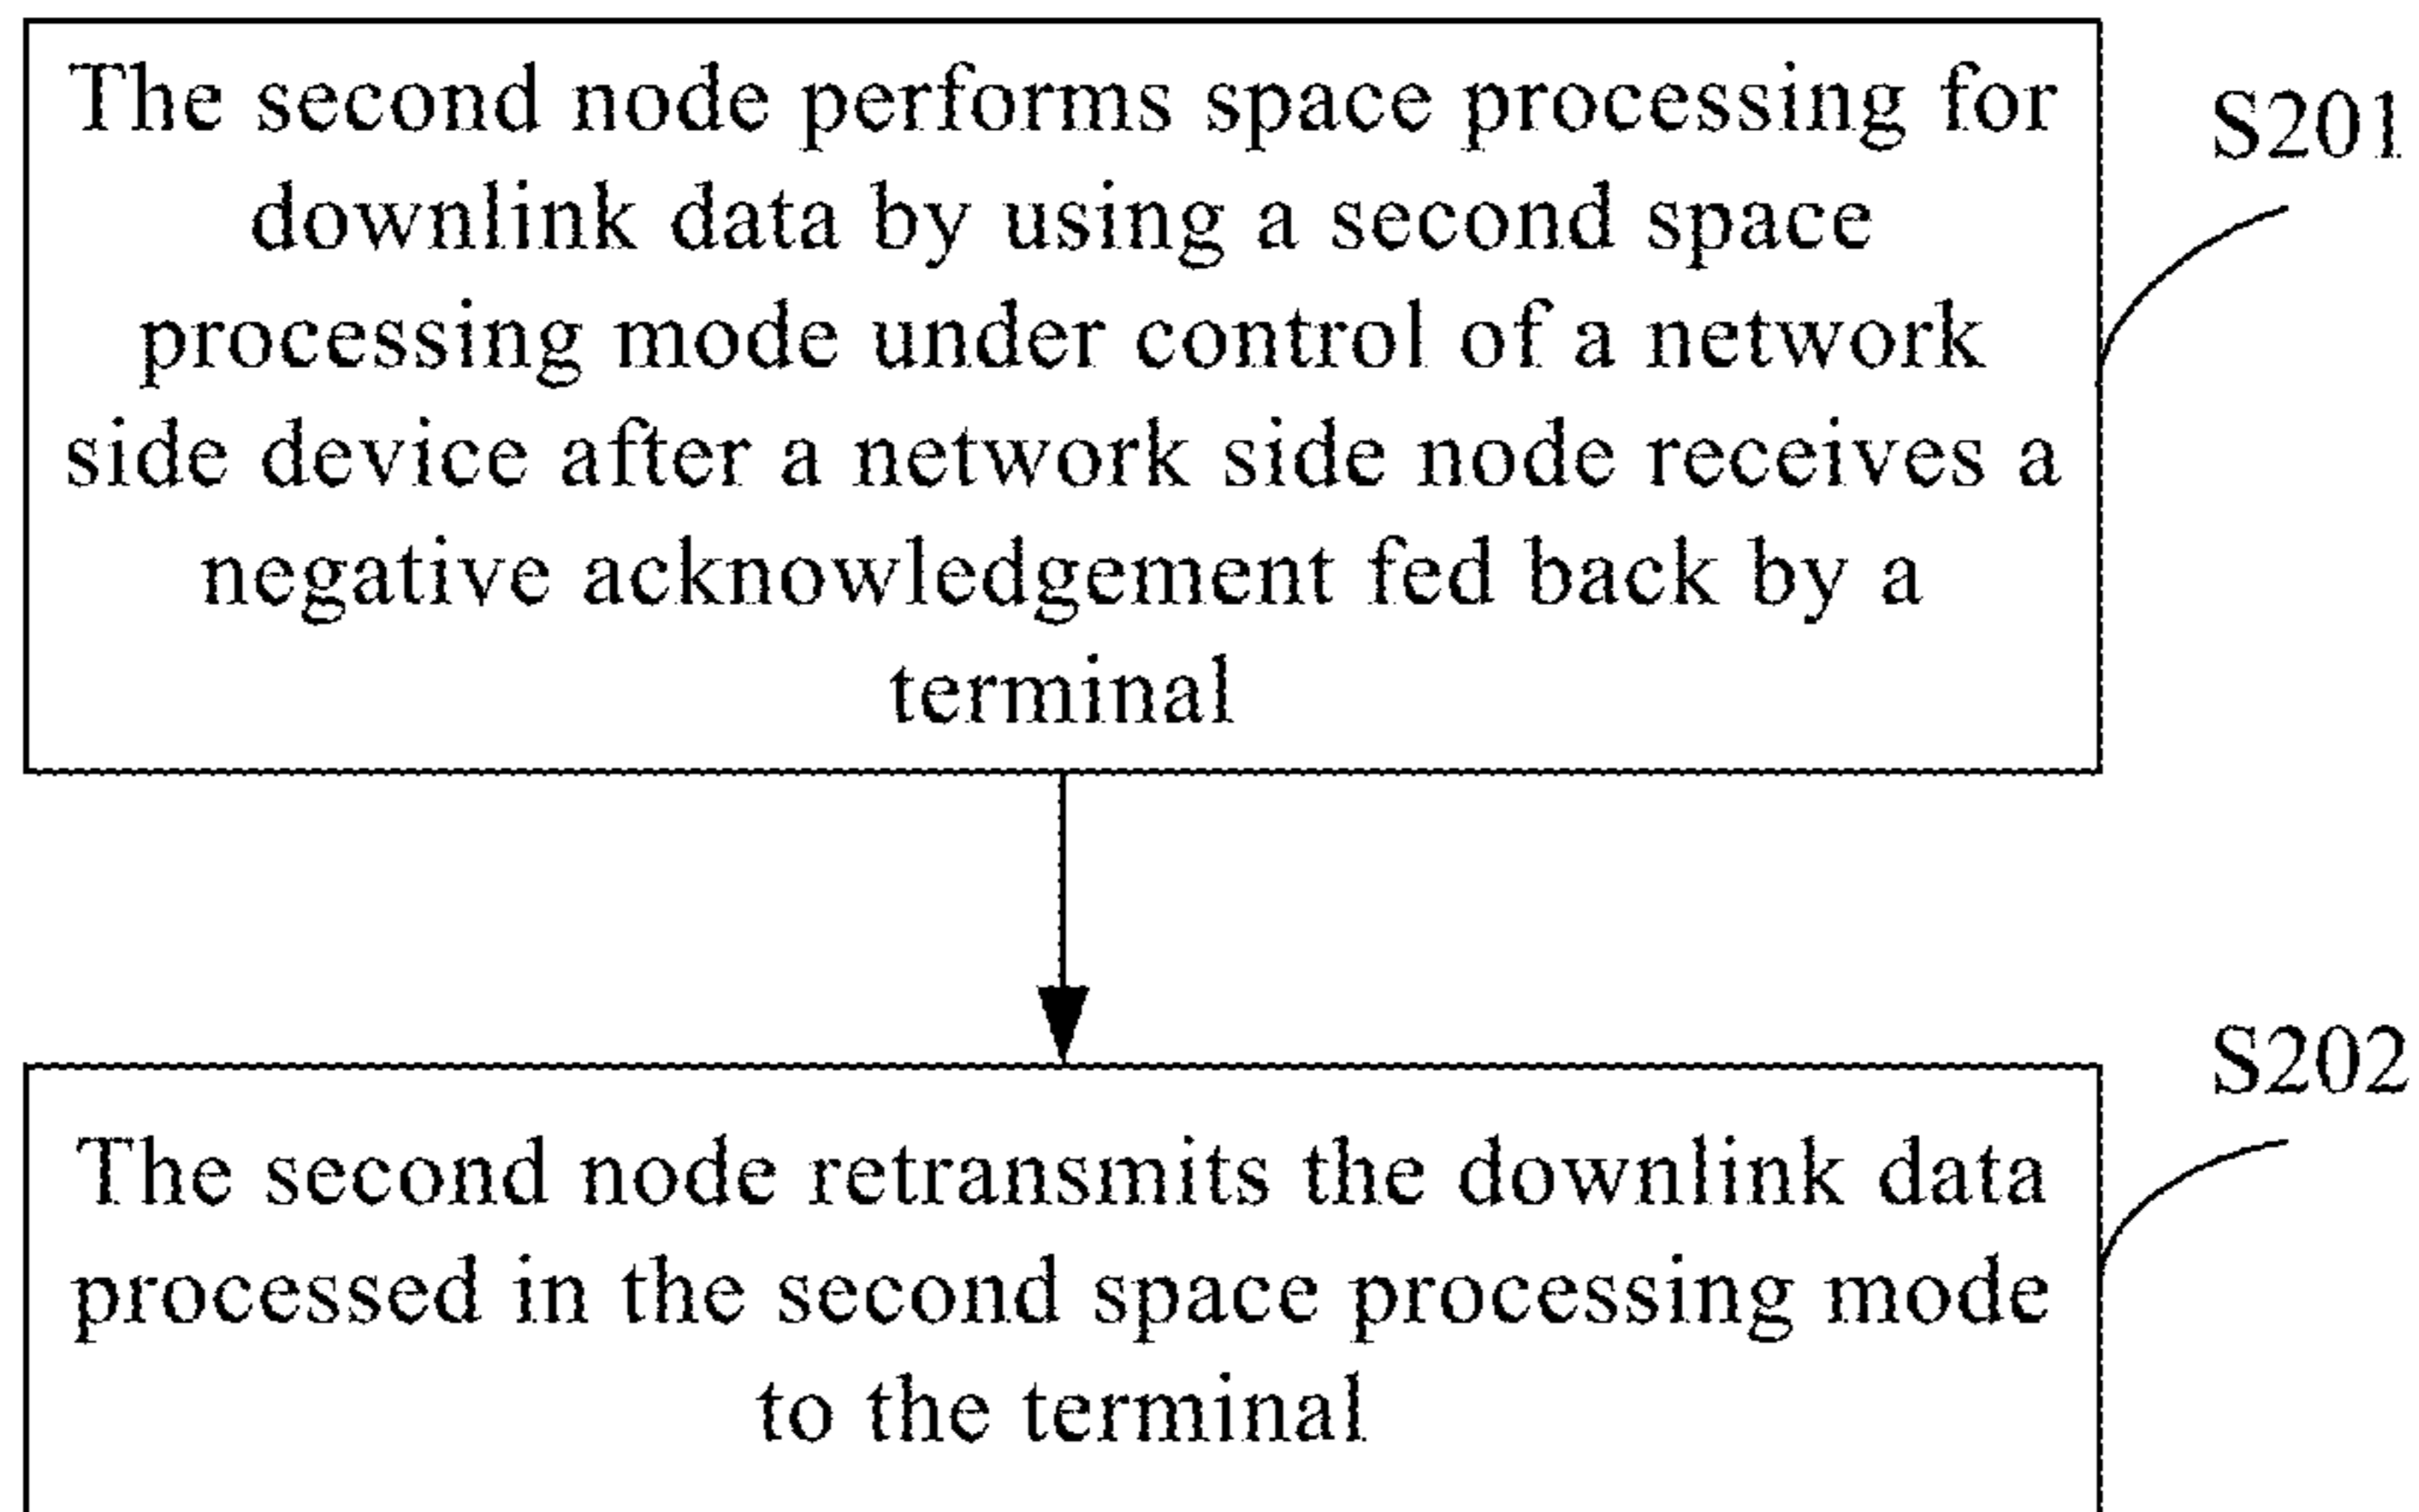 The second node performs space processing for
downlink data by using a second space
processing mode under control of a network
side device after a network side node receives a
negative acknowledgement fed back by a
terminal
S201
The second node retransmits the downlink data
processed in the second space processing mode
to the terminal
S202